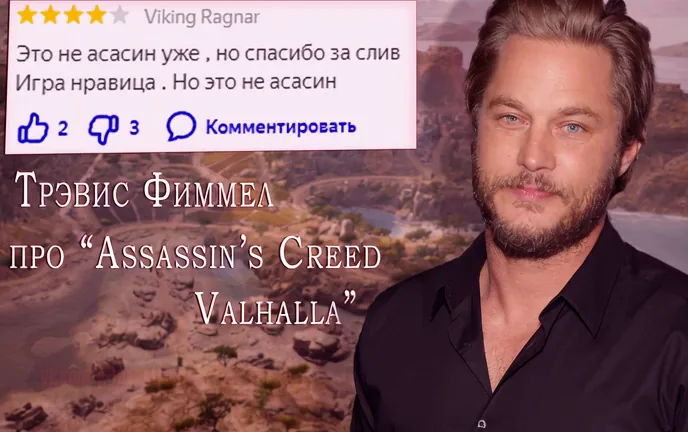 Viking Ragnar
Это не асасин уже , но спасибо за слив
Игра нравица . Но это не асасин
2
3
Комментировать
Трэвис Фиммел
про “Assassin’s Creed
Valhalla”